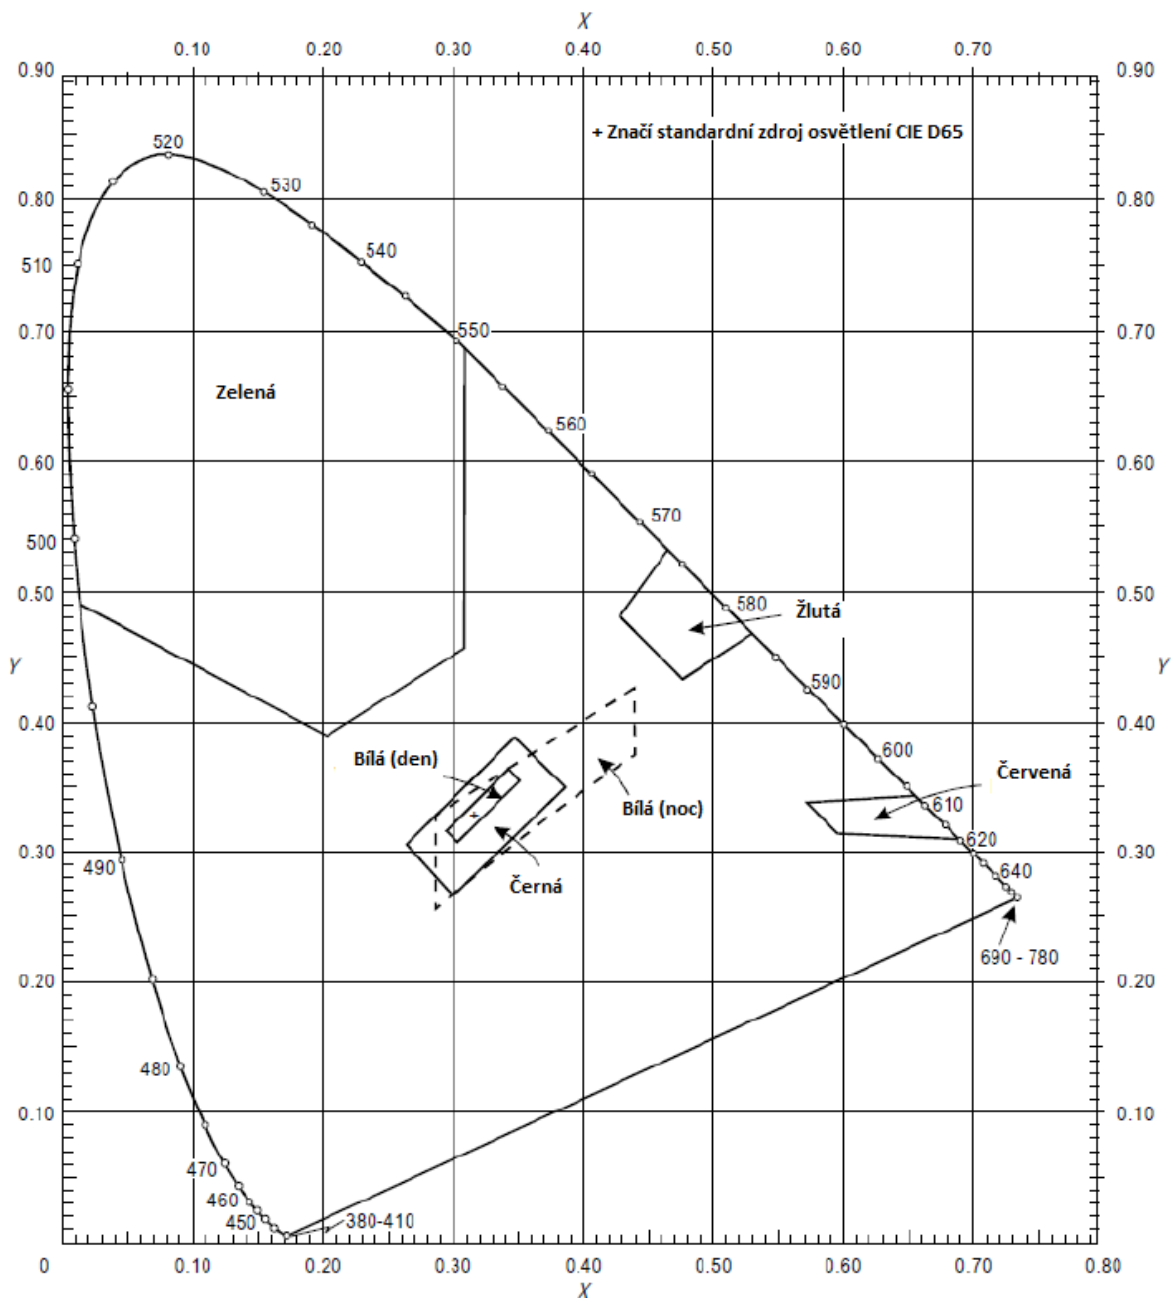 X
0.10 0.20 0.30 0.40 0.50 0.60 0.70
0.90 0.90
+ Značí standardní zdroj osvětlení CIE D65
520
530
0.80 0.80
540
510
0.70 550 0.70
Zelená
560
0.60 0.60
570
500
0.50 580 0.50
Žlutá
Y Y
590
0.40 0.40
600
Bílá (den)
Červená
Bílá (noc)
610
+
620
0.30 0.30
490
640
Černá
690 - 780
0.20 0.20
480
0.10 0.10
470
460
450
380-410
0 0.10 0.20 0.30 0.40 0.50 0.60 0.70 0.80
X